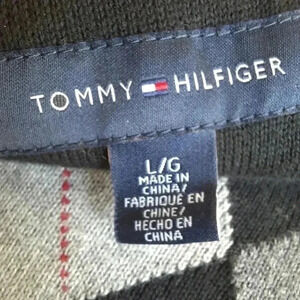 TOMMY HILFIGER
L/G
MADE IN
CHINA/
FABRIQUÉ EN
CHINE/
HECHO EN
CHINA